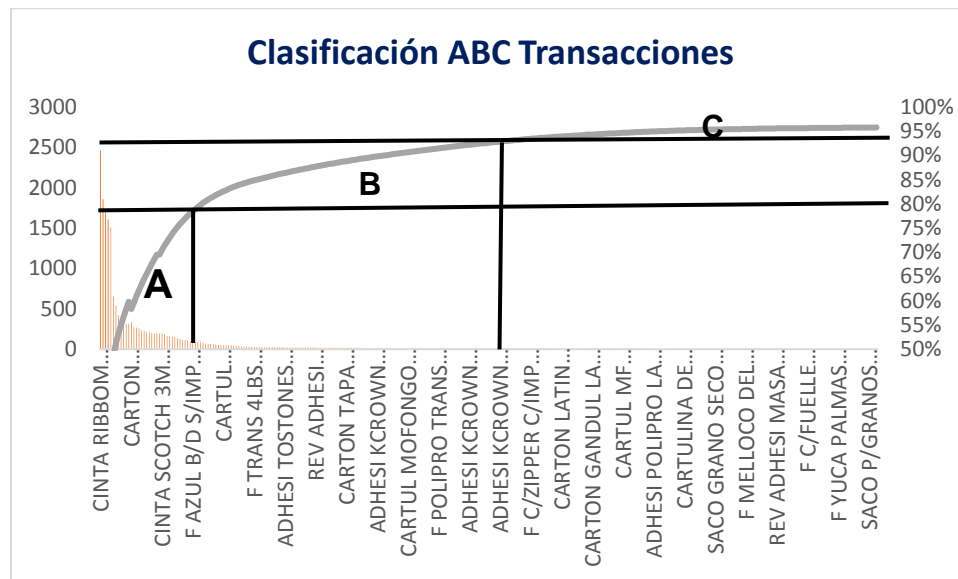 Clasificación ABC Transacciones
3000
2500
2000
1500
1000
500
0
100%
95%
90%
85%
80%
75%
70%
65%
60%
55%
50%
A
B
C
CINTA RIBBOM…
CARTON…
CINTA SCOTCH 3M…
F AZUL B/D S/IMP…
CARTUL…
F TRANS 4LBS…
ADHESI TOSTONES…
REV ADHESI…
CARTON TAPA…
ADHESI KCROWN…
CARTUL MOFONGO…
F POLIPRO TRANS…
ADHESI KCROWN…
ADHESI KCROWN…
F C/ZIPPER C/IMP…
CARTON LATIN…
CARTON GANDUL LA…
CARTUL MF…
ADHESI POLIPRO LA…
CARTULINA DE…
SACO GRANO SECO…
F MELLOCO DEL…
REV ADHESI MASA…
F C/FUELLE…
F YUCA PALMAS…
SACO P/GRANOS…